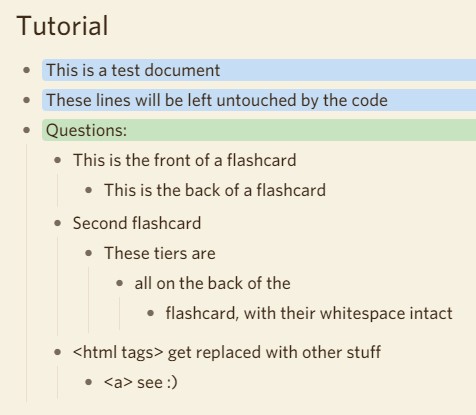 Tutorial
This is a test document
These lines will be left untouched by the code
Questions:
This is the front of a flashcard
This is the back of a flashcard
Second flashcard
These tiers are
all on the back of the
flashcard, with their whitespace intact
<html tags> get replaced with other stuff
<a> see :)